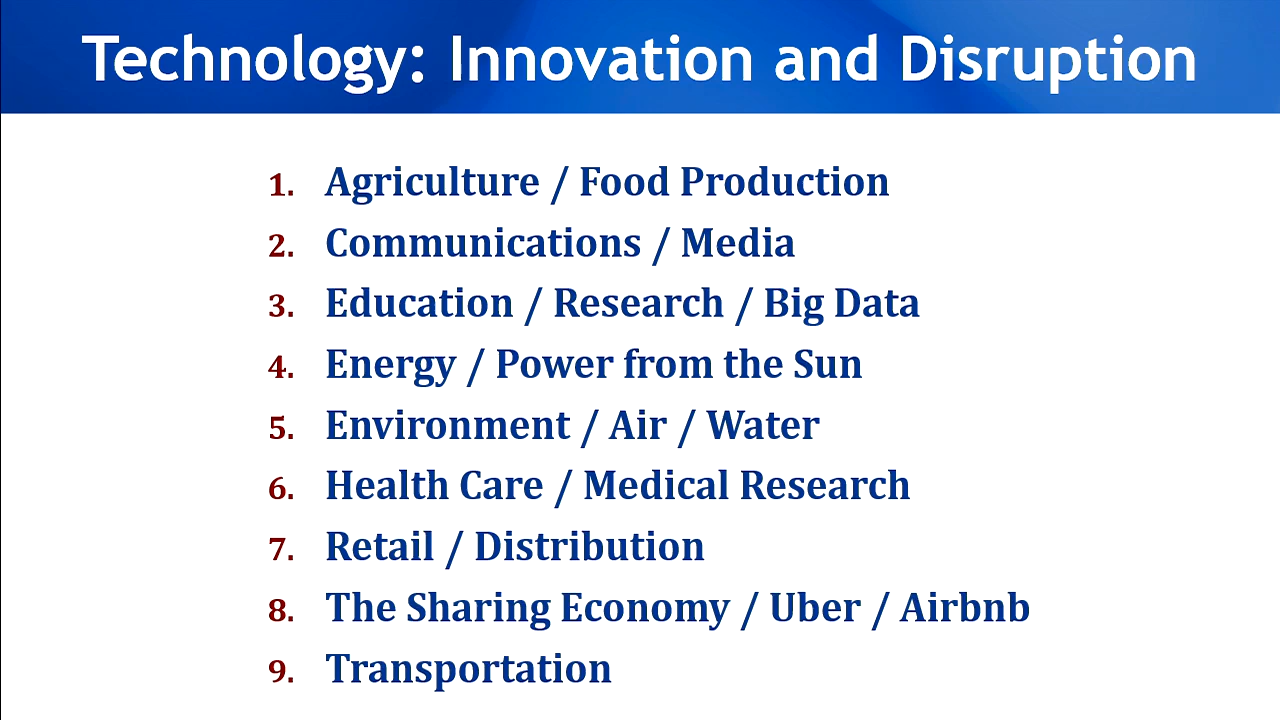 Technology: Innovation and Disruption
1. Agriculture / Food Production
2. Communications / Media
3. Education / Research / Big Data
4. Energy / Power from the Sun
5. Environment / Air / Water
6. Health Care / Medical Research
7. Retail / Distribution
8. The Sharing Economy / Uber / Airbnb
9. Transportation